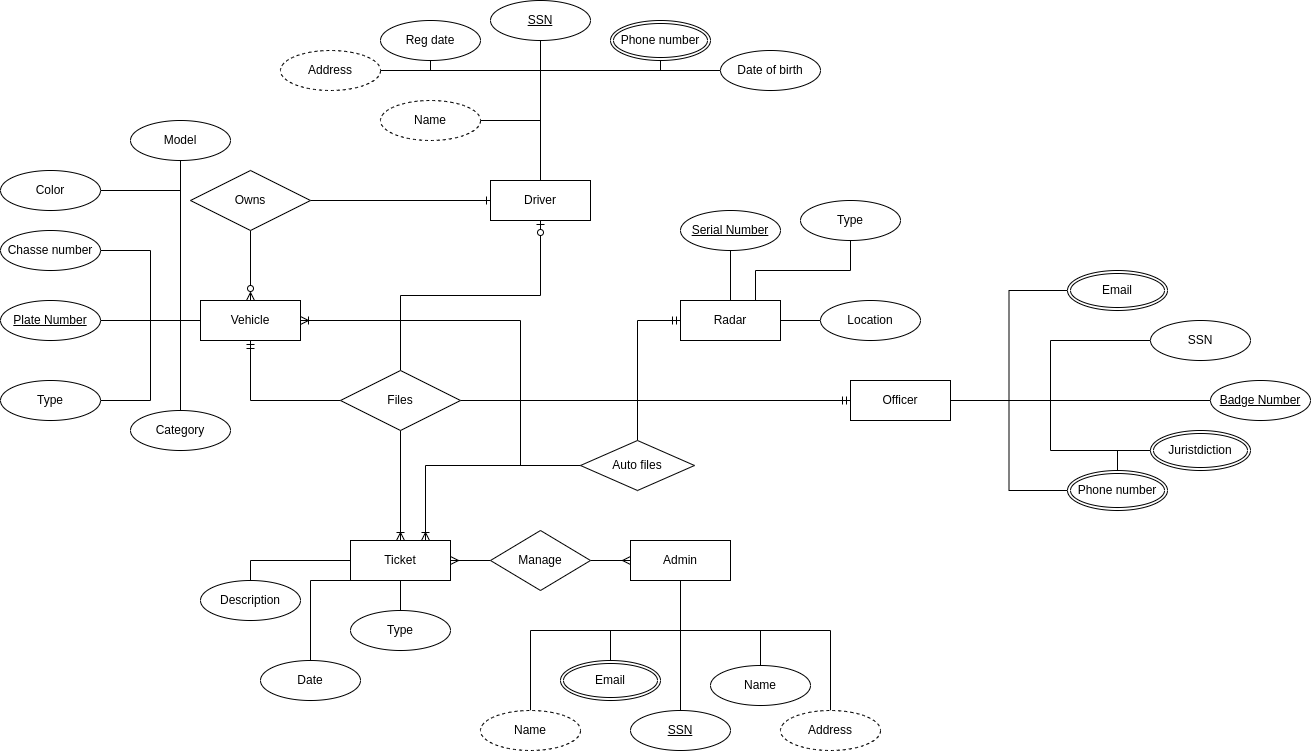 SSN
Reg date
Phone number
Address
Date of birth
Name
Model
Color
Owns
Driver
Chasse number
Serial Number
Type
Email
Plate Number
Vehicle
Radar
Location
SSN
Type
Category
Files
Officer
Badge Number
Juristdiction
Auto files
Phone number
Ticket
Manage
Admin
Description
Type
Date
Email
Name
Name
SSN
Address